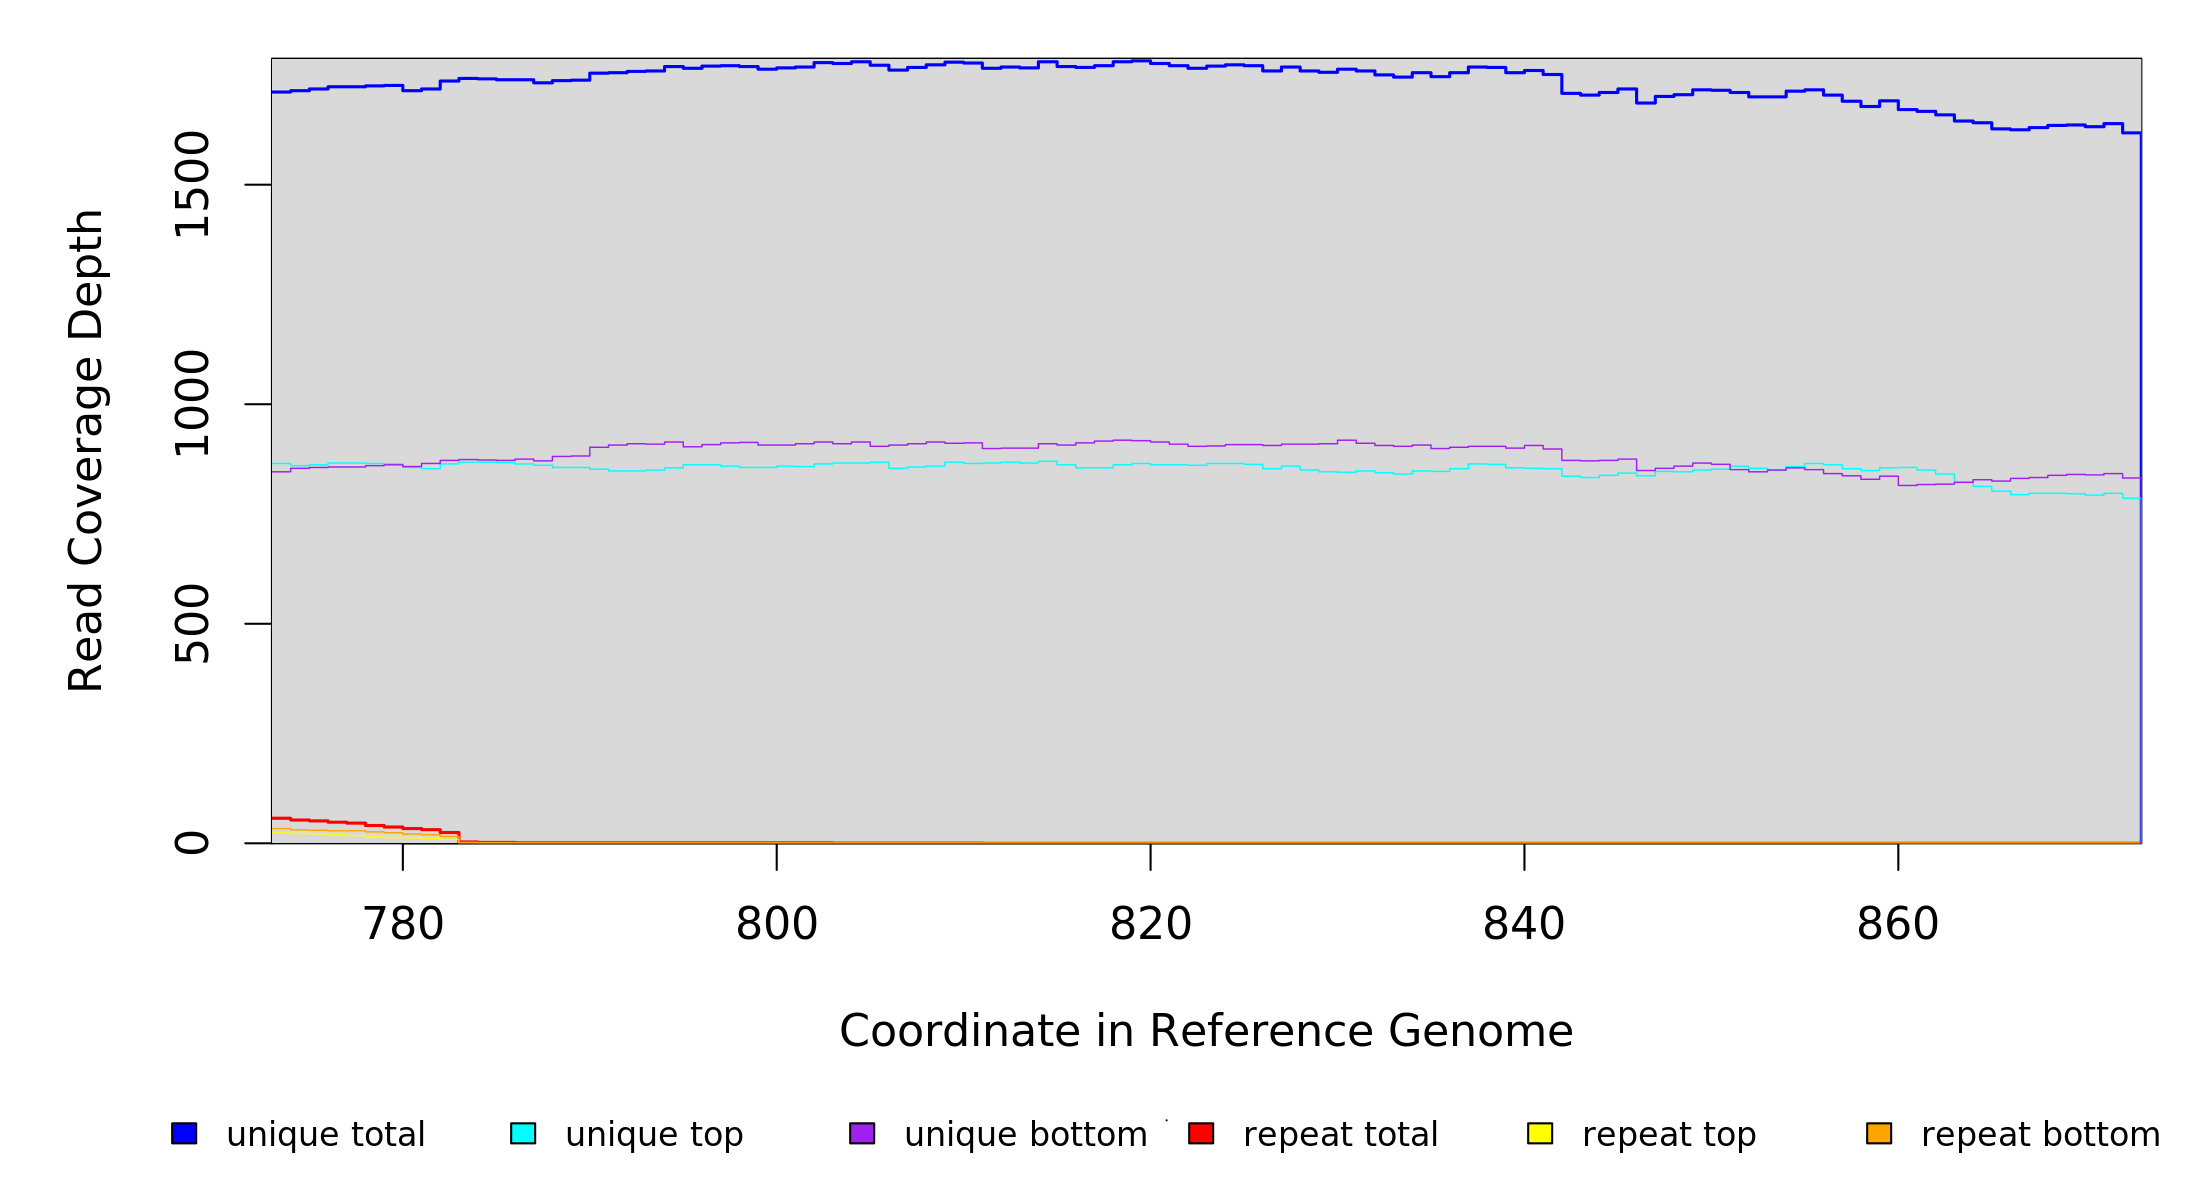 Read Coverage Depth
1500
1000
500
0
780 800 820 840 860
Coordinate in Reference Genome
unique total unique top unique bottom repeat total repeat top repeat bottom